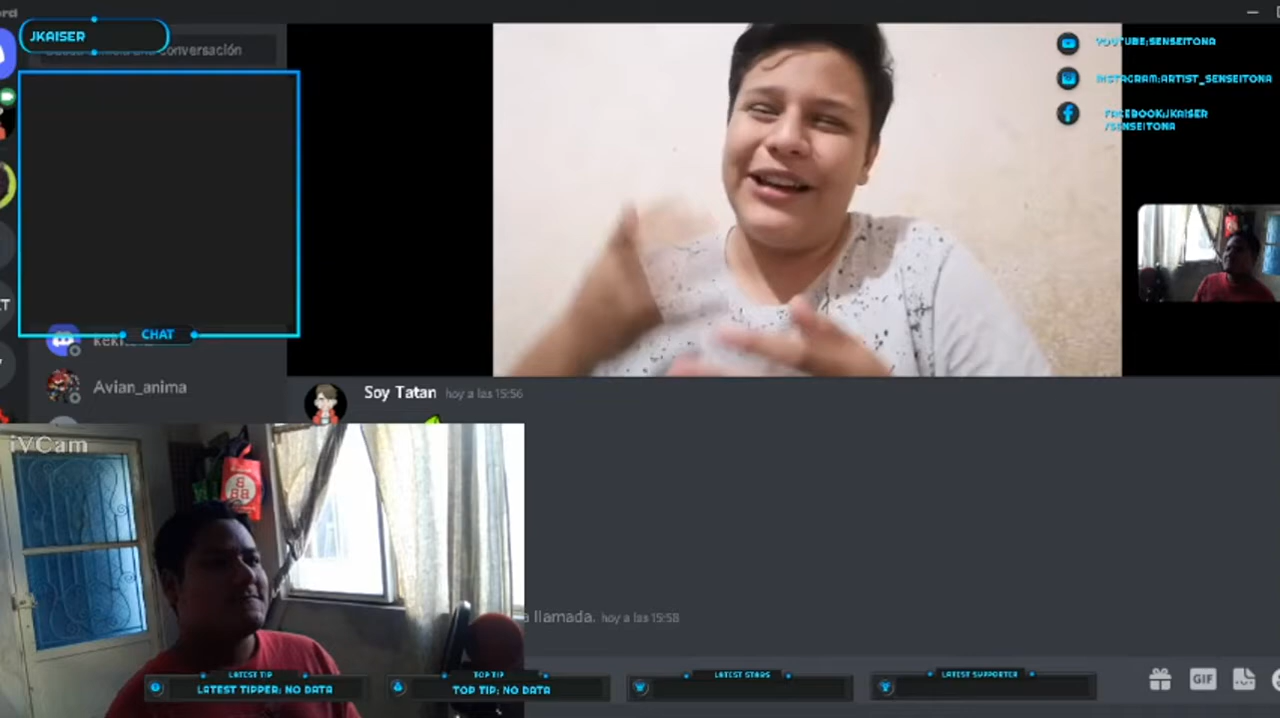 JKAISER
conversación
YOUTUBE:SENSEITONA
INSTAGRAM:ARTIST_SENSEITONA
FACEBOOK:JKAISER
/SENSEITONA
CHAT
Avian_anima
Soy Tatan hoy a las 15:56
iVCam
a llamada. hoy a las 15:58
LATEST TIP
LATEST TIPPER: NO DATA
TOP TIP
TOP TIP: NO DATA
LATEST STARS
LATEST SUPPORTER
GIF